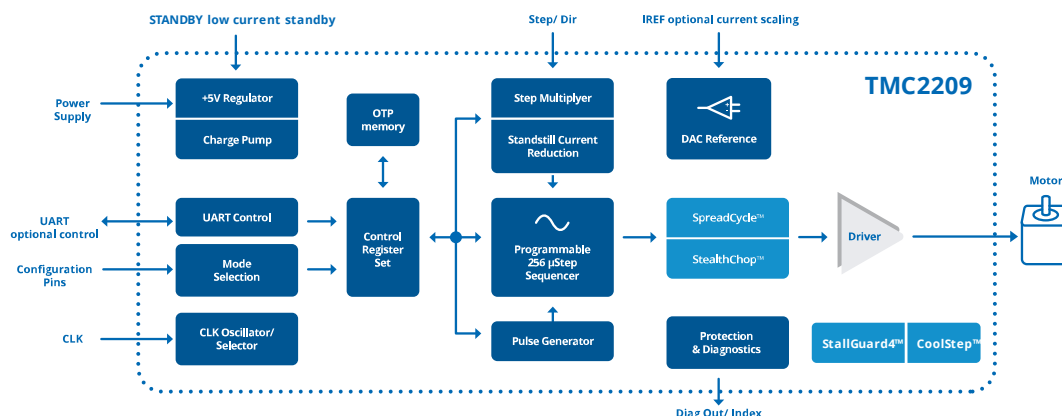 STANDBY low current standby
Step/ Dir
IREF optional current scaling
TMC2209
Power
Supply
+5V Regulator
Charge Pump
OTP
memory
Step Multiplyer
Standstill Current
Reduction
DAC Reference
Motor
UART
optional control
UART Control
Configuration
Pins
Mode
Selection
Control
Register
Set
Programmable
256 µStep
Sequencer
SpreadCycle™
StealthChop™
Driver
CLK
CLK Oscillator/
Selector
Pulse Generator
Protection
& Diagnostics
StallGuard4™
CoolStep™
Diag Out/ Index